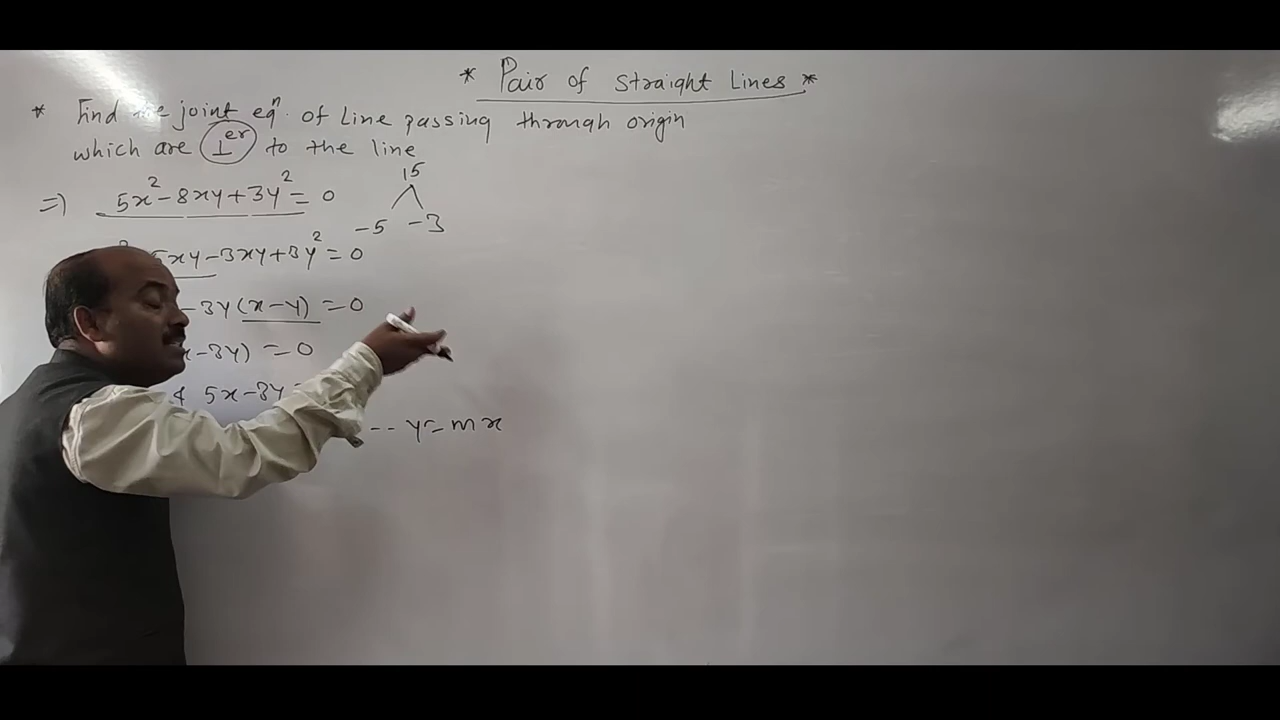 * Pair of Straight Lines *
* Find the joint eqn. of Line passing through origin
which are ⊥er to the line
=) 5x²-8xy+3y²=0
15
-5 -3
5xy-3xy+3y²=0
-3y(x-y)=0
x-3y)=0
& 5x-3y=
-- y=mx